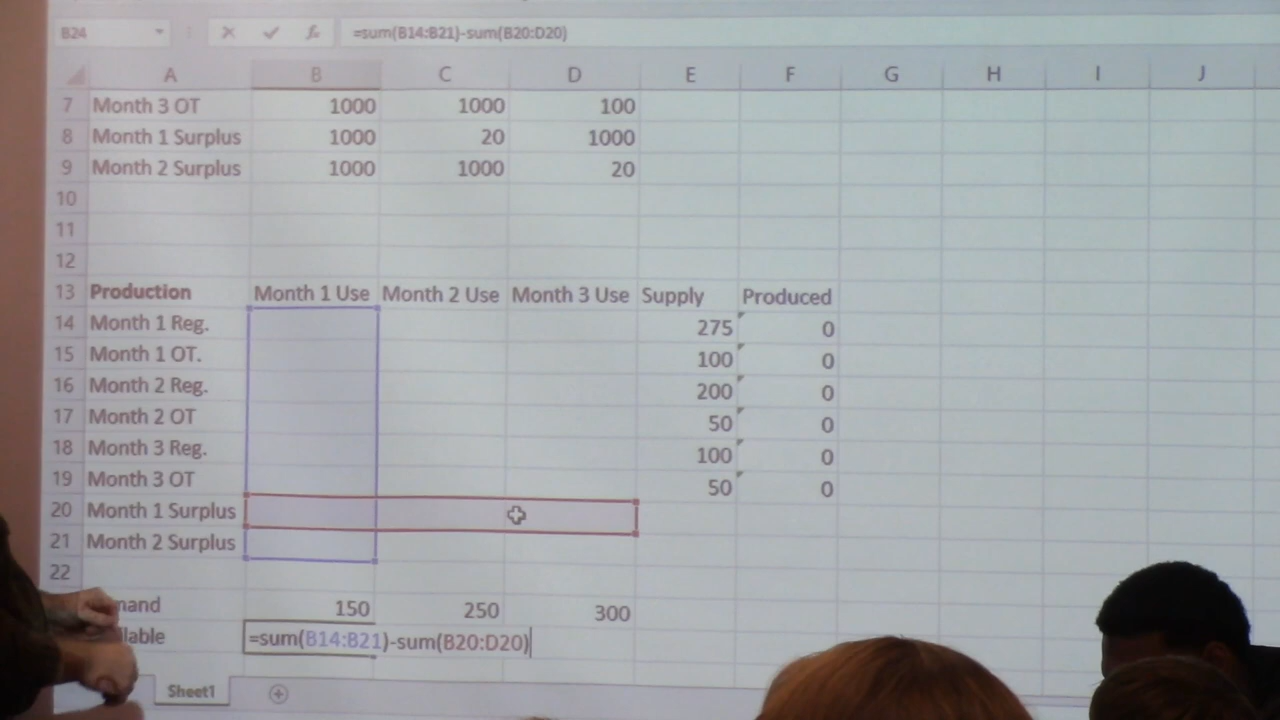 B24 =sum(B14:B21)-sum(B20:D20)
A B C D E F G H I J
7 Month 3 OT 1000 1000 100
8 Month 1 Surplus 1000 20 1000
9 Month 2 Surplus 1000 1000 20
10
11
12
13 Production Month 1 Use Month 2 Use Month 3 Use Supply Produced
14 Month 1 Reg. 275 0
15 Month 1 OT. 100 0
16 Month 2 Reg. 200 0
17 Month 2 OT 50 0
18 Month 3 Reg. 100 0
19 Month 3 OT 50 0
20 Month 1 Surplus
21 Month 2 Surplus
22
mand 150 250 300
lable =sum(B14:B21)-sum(B20:D20)
Sheet1